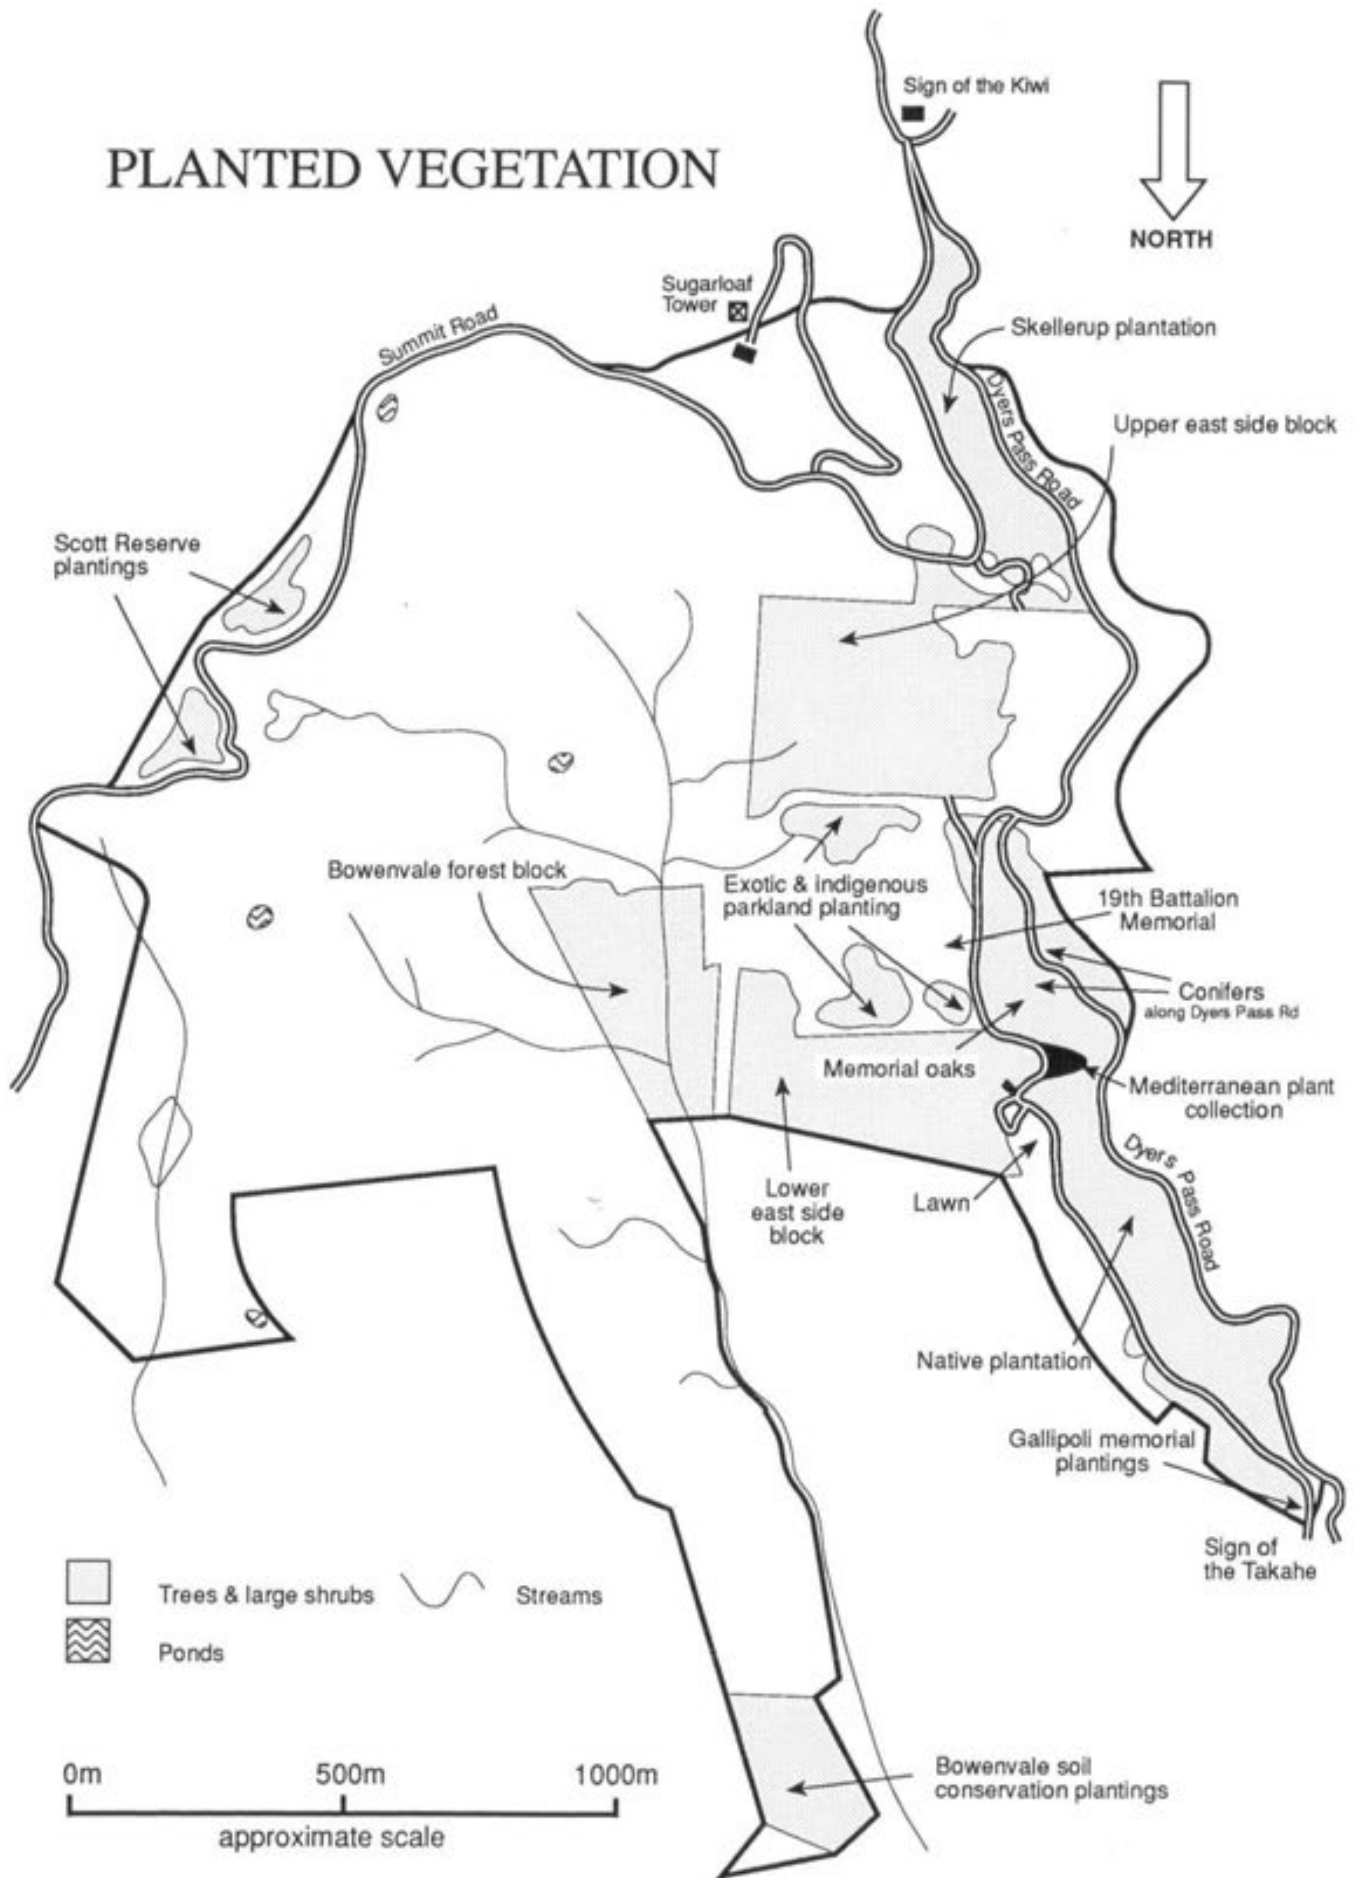 Sign of the Kiwi
PLANTED VEGETATION
NORTH
Sugarloaf
Tower
Summit Road
Skellerup plantation
Dyers Pass Road
Upper east side block
Scott Reserve
plantings
Bowenvale forest block
Exotic & indigenous
parkland planting
19th Battalion
Memorial
Conifers
along Dyers Pass Rd
Memorial oaks
Mediterranean plant
collection
Dyers Pass Road
Lower
east side
block
Lawn
Native plantation
Gallipoli memorial
plantings
Sign of
the Takahe
Trees & large shrubs
Streams
Ponds
0m 500m 1000m
approximate scale
Bowenvale soil
conservation plantings